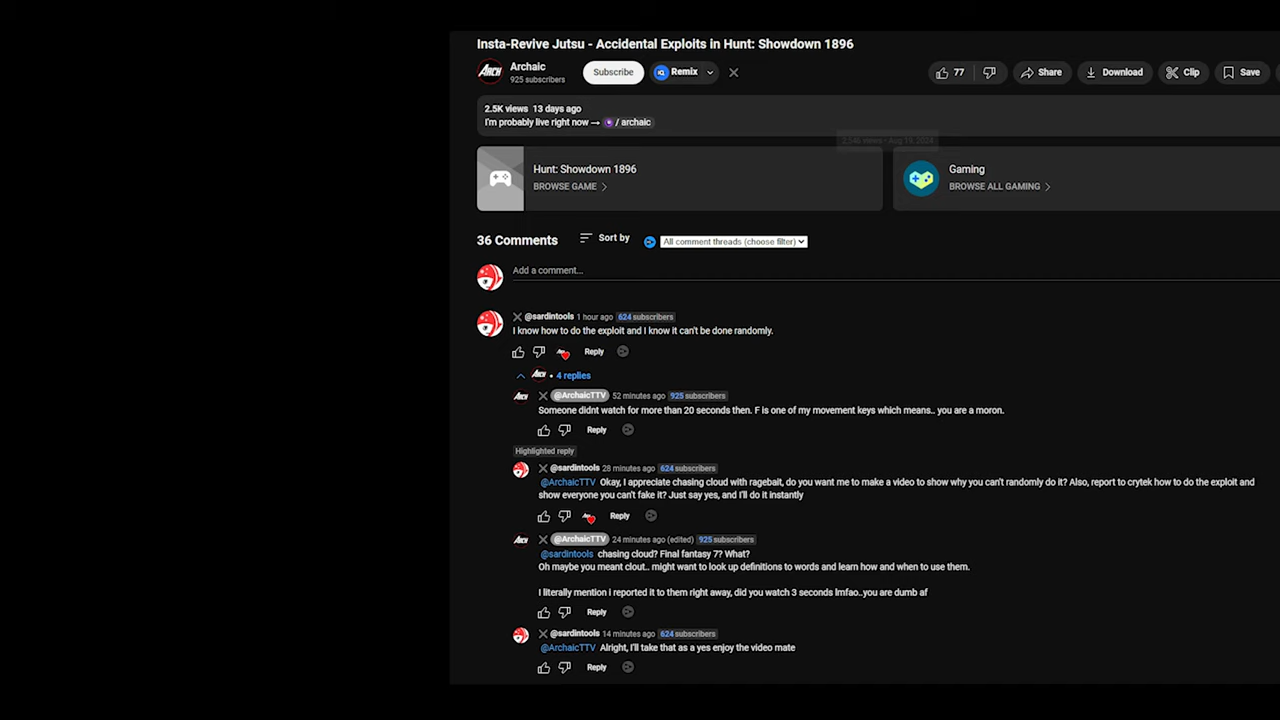 Insta-Revive Jutsu - Accidental Exploits in Hunt: Showdown 1896
ARCH
Archaic
925 subscribers
Subscribe
Remix
77
Share
Download
Clip
Save
2.5K views 13 days ago
I'm probably live right now → / archaic
2,546 views • Aug 19, 2024
Hunt: Showdown 1896
BROWSE GAME
Gaming
BROWSE ALL GAMING
36 Comments
Sort by
All comment threads (choose filter)
Add a comment...
@sardintools 1 hour ago 624 subscribers
I know how to do the exploit and I know it can't be done randomly.
Reply
ARCH • 4 replies
ARCH
@ArchaicTTV 52 minutes ago 925 subscribers
Someone didnt watch for more than 20 seconds then. F is one of my movement keys which means.. you are a moron.
Reply
Highlighted reply
@sardintools 28 minutes ago 624 subscribers
@ArchaicTTV Okay, I appreciate chasing cloud with ragebait, do you want me to make a video to show why you can't randomly do it? Also, report to crytek how to do the exploit and
show everyone you can't fake it? Just say yes, and I'll do it instantly
Reply
ARCH
@ArchaicTTV 24 minutes ago (edited) 925 subscribers
@sardintools chasing cloud? Final fantasy 7? What?
Oh maybe you meant clout.. might want to look up definitions to words and learn how and when to use them.
I literally mention i reported it to them right away, did you watch 3 seconds lmfao..you are dumb af
Reply
@sardintools 14 minutes ago 624 subscribers
@ArchaicTTV Alright, I'll take that as a yes enjoy the video mate
Reply